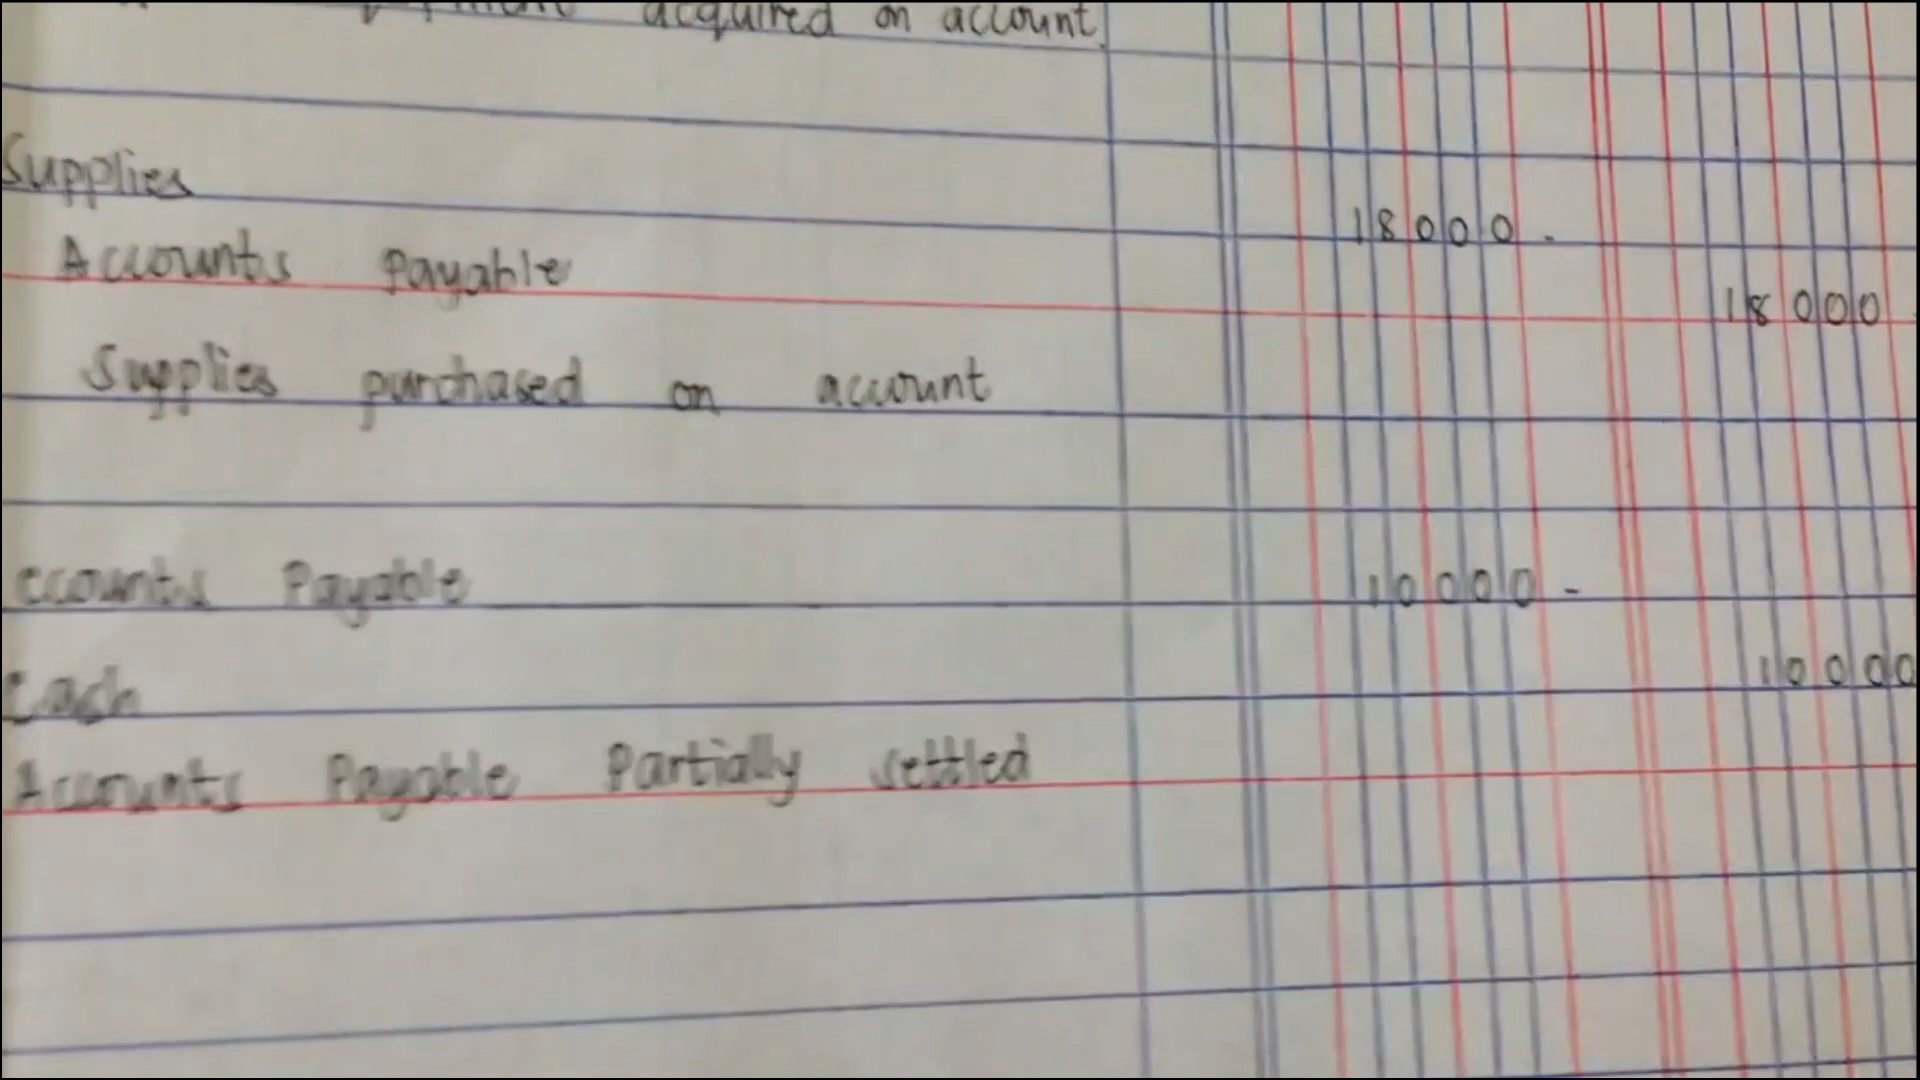 acquired on account
Supplies 18000 -
Accounts Payable 18000
Supplies purchased on account
ccounts Payable 10000 -
Cash 10000
Accounts Payable Partially settled